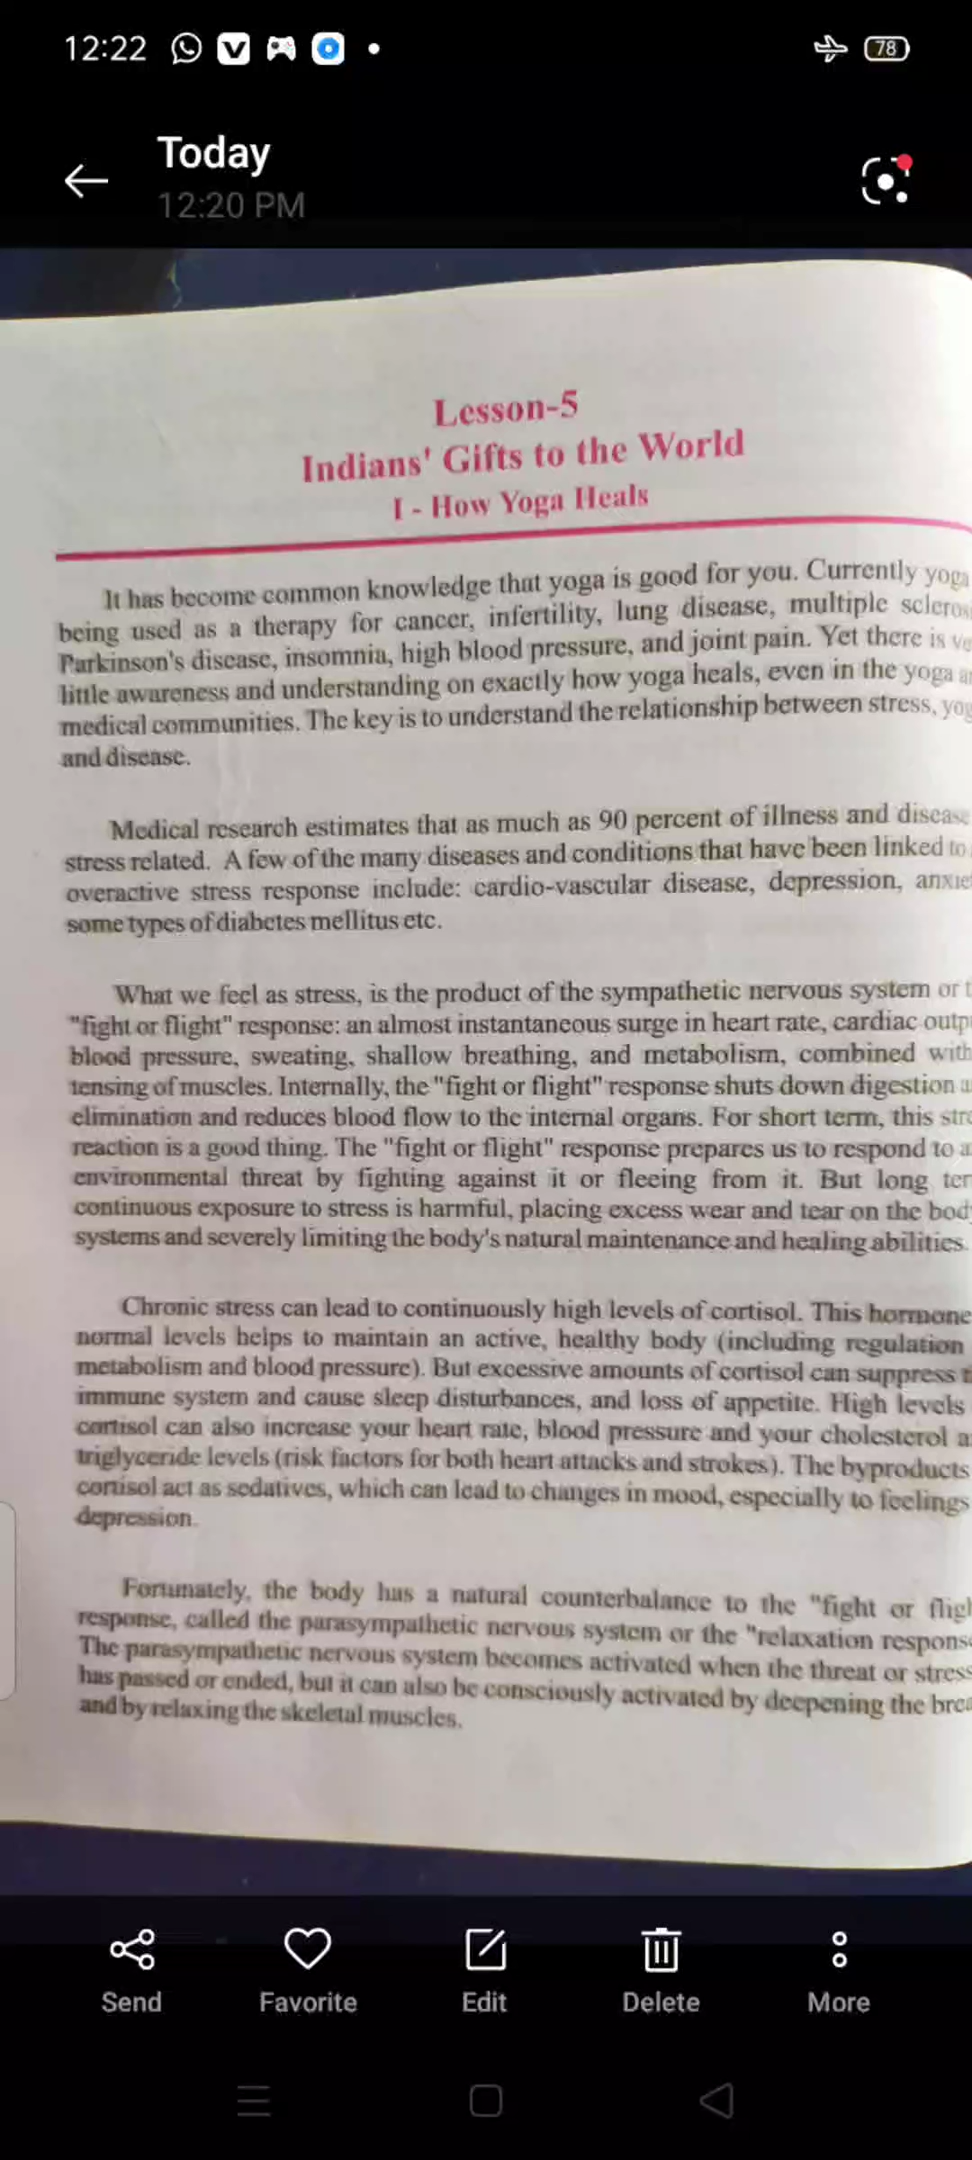 12:22
78
Today
12:20 PM
Lesson-5
Indians' Gifts to the World
I - How Yoga Heals
It has become common knowledge that yoga is good for you. Currently yoga
being used as a therapy for cancer, infertility, lung disease, multiple
Parkinson's disease, insomnia, high blood pressure, and joint pain. Yet there is
little awareness and understanding on exactly how yoga heals, even in the yoga
medical communities. The key is to understand the relationship between stress,
and disease.
Medical research estimates that as much as 90 percent of illness and disease
stress related. A few of the many diseases and conditions that have been linked to
overactive stress response include: cardio-vascular disease, depression,
some types of diabetes mellitus etc.
What we feel as stress, is the product of the sympathetic nervous system or
"fight or flight" response: an almost instantaneous surge in heart rate, cardiac
blood pressure, sweating, shallow breathing, and metabolism, combined with
tensing of muscles. Internally, the "fight or flight" response shuts down digestion
elimination and reduces blood flow to the internal organs. For short term, this
reaction is a good thing. The "fight or flight" response prepares us to respond to
environmental threat by fighting against it or fleeing from it. But long
continuous exposure to stress is harmful, placing excess wear and tear on the
systems and severely limiting the body's natural maintenance and healing abilities.
Chronic stress can lead to continuously high levels of cortisol. This hormone
normal levels helps to maintain an active, healthy body (including regulation
metabolism and blood pressure). But excessive amounts of cortisol can suppress
immune system and cause sleep disturbances, and loss of appetite. High levels
cortisol can also increase your heart rate, blood pressure and your cholesterol
triglyceride levels (risk factors for both heart attacks and strokes). The byproducts
cortisol act as sedatives, which can lead to changes in mood, especially to feelings
depression.
Fortunately, the body has a natural counterbalance to the "fight or
response, called the parasympathetic nervous system or the "relaxation
The parasympathetic nervous system becomes activated when the threat or stress
has passed or ended, but it can also be consciously activated by deepening the
and by relaxing the skeletal muscles.
Send Favorite Edit Delete More